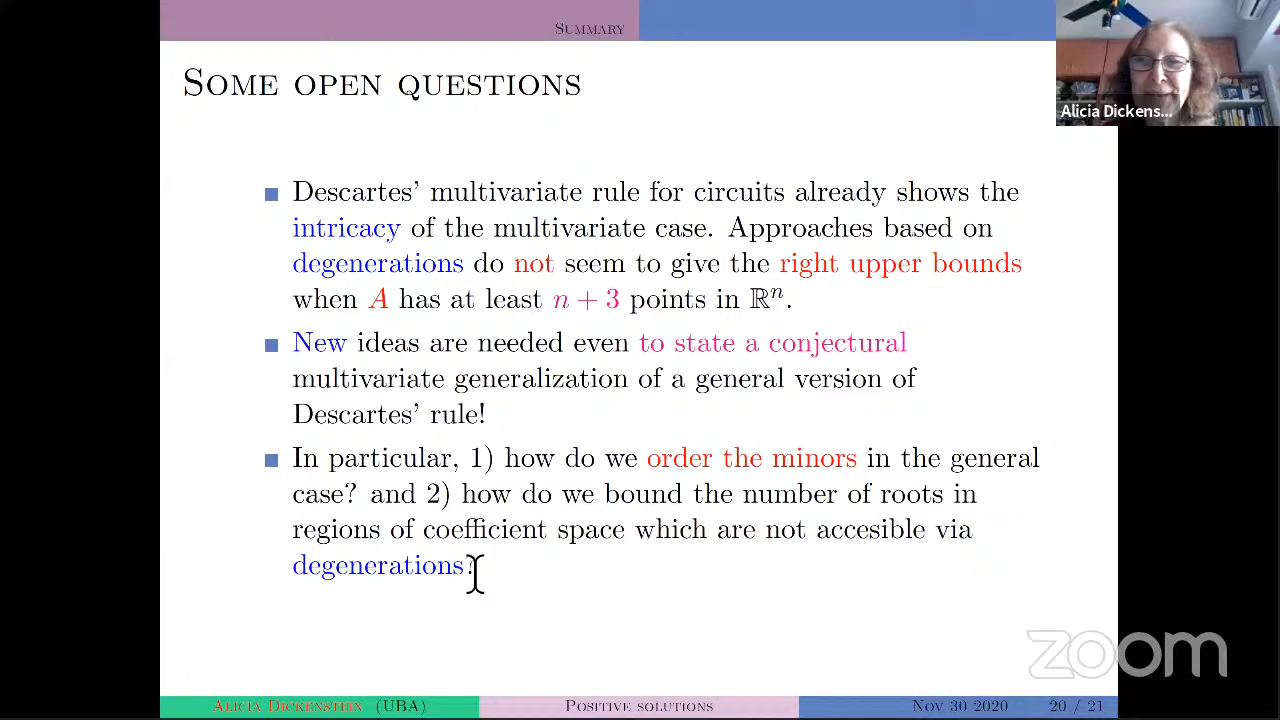 SUMMARY
SOME OPEN QUESTIONS
Alicia Dickens...
Descartes' multivariate rule for circuits already shows the
intricacy of the multivariate case. Approaches based on
degenerations do not seem to give the right upper bounds
when A has at least n + 3 points in ℝⁿ.
New ideas are needed even to state a conjectural
multivariate generalization of a general version of
Descartes' rule!
In particular, 1) how do we order the minors in the general
case? and 2) how do we bound the number of roots in
regions of coefficient space which are not accesible via
degenerations?
zoom
ALICIA DICKENSTEIN (UBA)
POSITIVE SOLUTIONS
Nov 30 2020
20 / 21